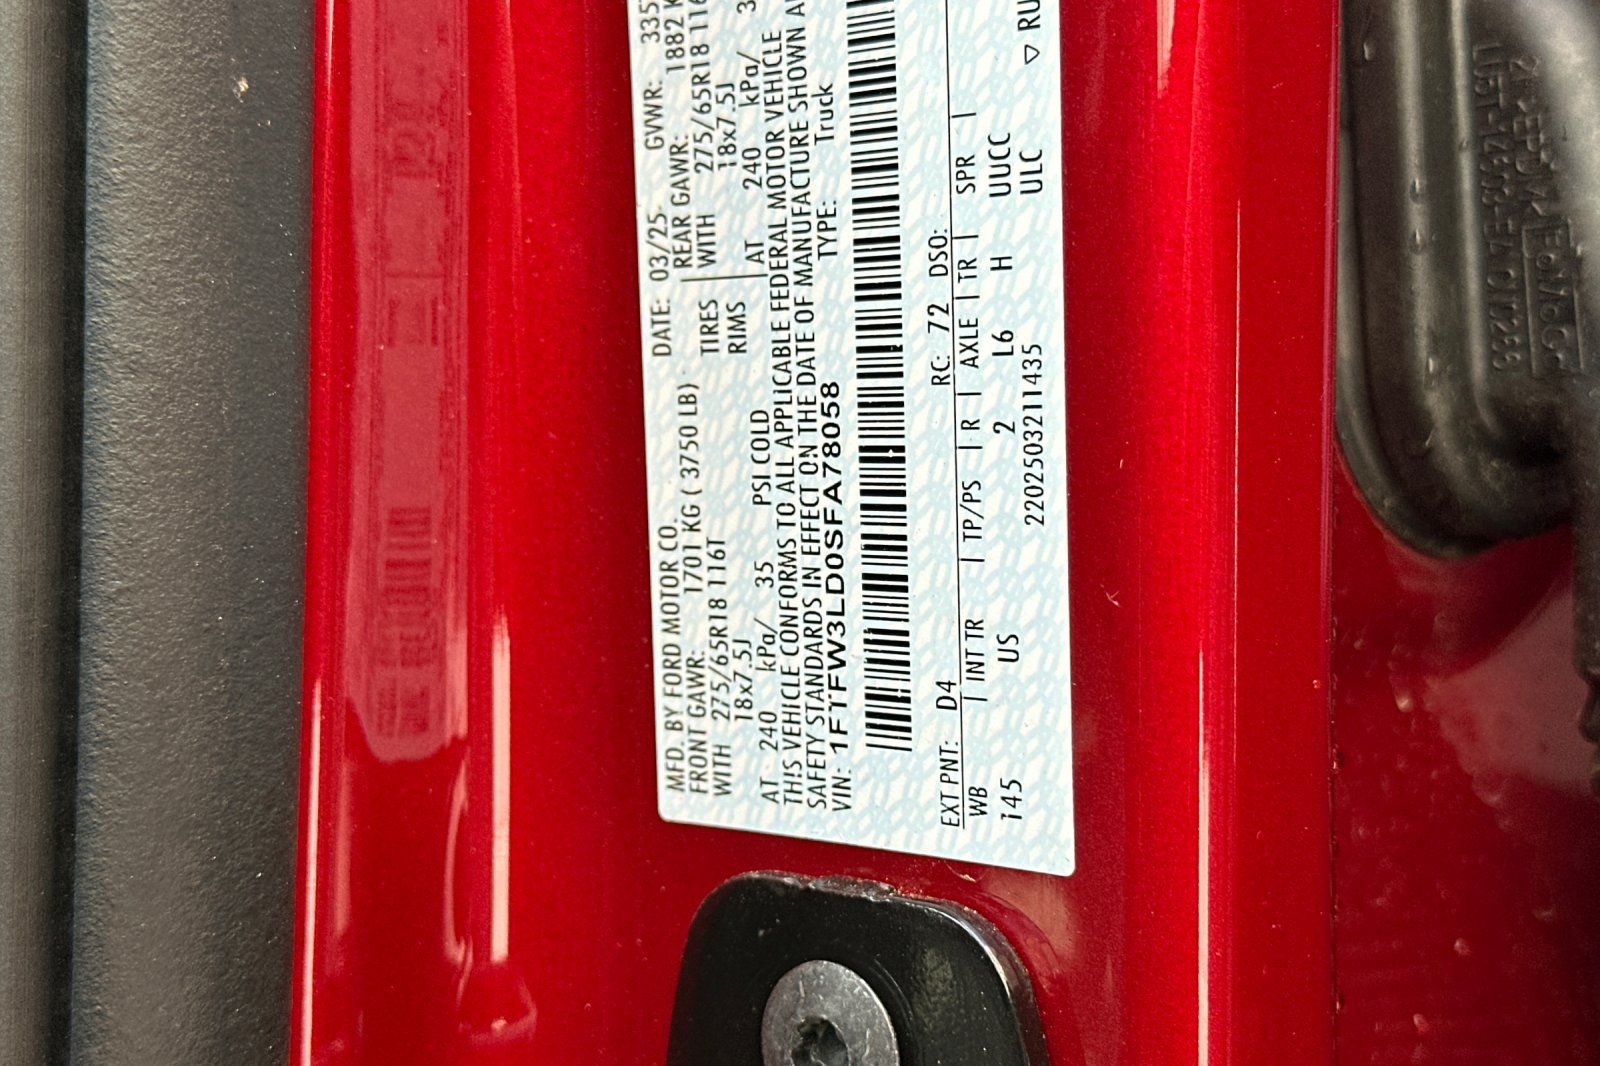 MFD. BY FORD MOTOR CO.
DATE: 03/25
GVWR: 335
FRONT GAWR: 1701 KG ( 3750 LB)
REAR GAWR: 1882 K
WITH 275/65R18 116T
TIRES
WITH 275/65R18 116
18x7.5J
RIMS
18x7.5J
AT 240 kPa/ 35 PSI COLD
AT 240 kPa/ 3
THIS VEHICLE CONFORMS TO ALL APPLICABLE FEDERAL MOTOR VEHICLE
SAFETY STANDARDS IN EFFECT ON THE DATE OF MANUFACTURE SHOWN A
VIN: 1FTFW3LD0SFA78058
TYPE: Truck
EXT PNT: D4
RC: 72 DSO:
WB | INT TR | TP/PS | R | AXLE | TR | SPR |
145 US 2 L6 H UUCC
2202503211435 ULC
▽ RU